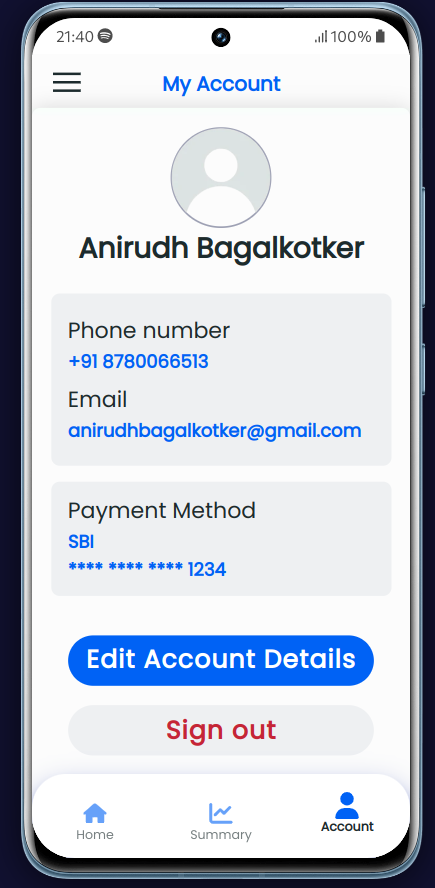 21:40 100%
My Account
Anirudh Bagalkotker
Phone number
+91 8780066513
Email
anirudhbagalkotker@gmail.com
Payment Method
SBI
**** **** **** 1234
Edit Account Details
Sign out
Home Summary Account